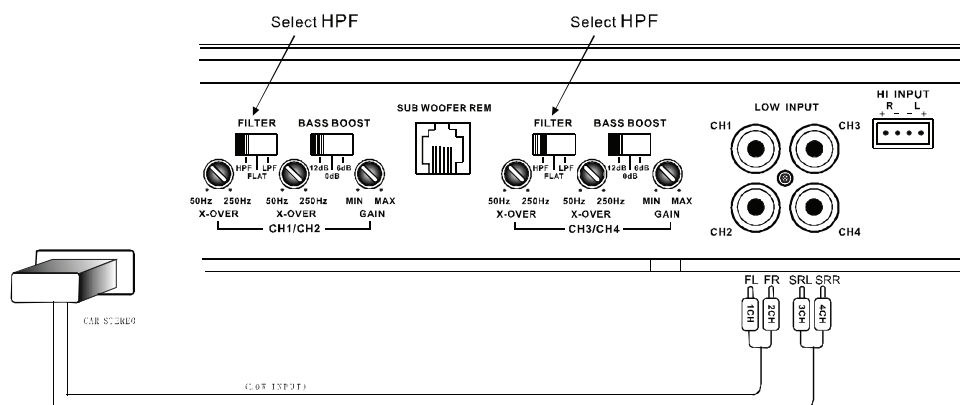 Select HPF
Select HPF
SUB WOOFER REM
FILTER
BASS BOOST
HPF LPF
FLAT
12dB 6dB
0dB
50Hz 250Hz
X-OVER
50Hz 250Hz
X-OVER
MIN MAX
GAIN
CH1/CH2
FILTER
BASS BOOST
HPF LPF
FLAT
12dB 6dB
0dB
50Hz 250Hz
X-OVER
50Hz 250Hz
X-OVER
MIN MAX
GAIN
CH3/CH4
LOW INPUT
CH1
CH3
CH2
CH4
HI INPUT
R L
+ − − +
FL FR SRL SRR
1CH 2CH 3CH 4CH
CAR STEREO
(LOW INPUT)